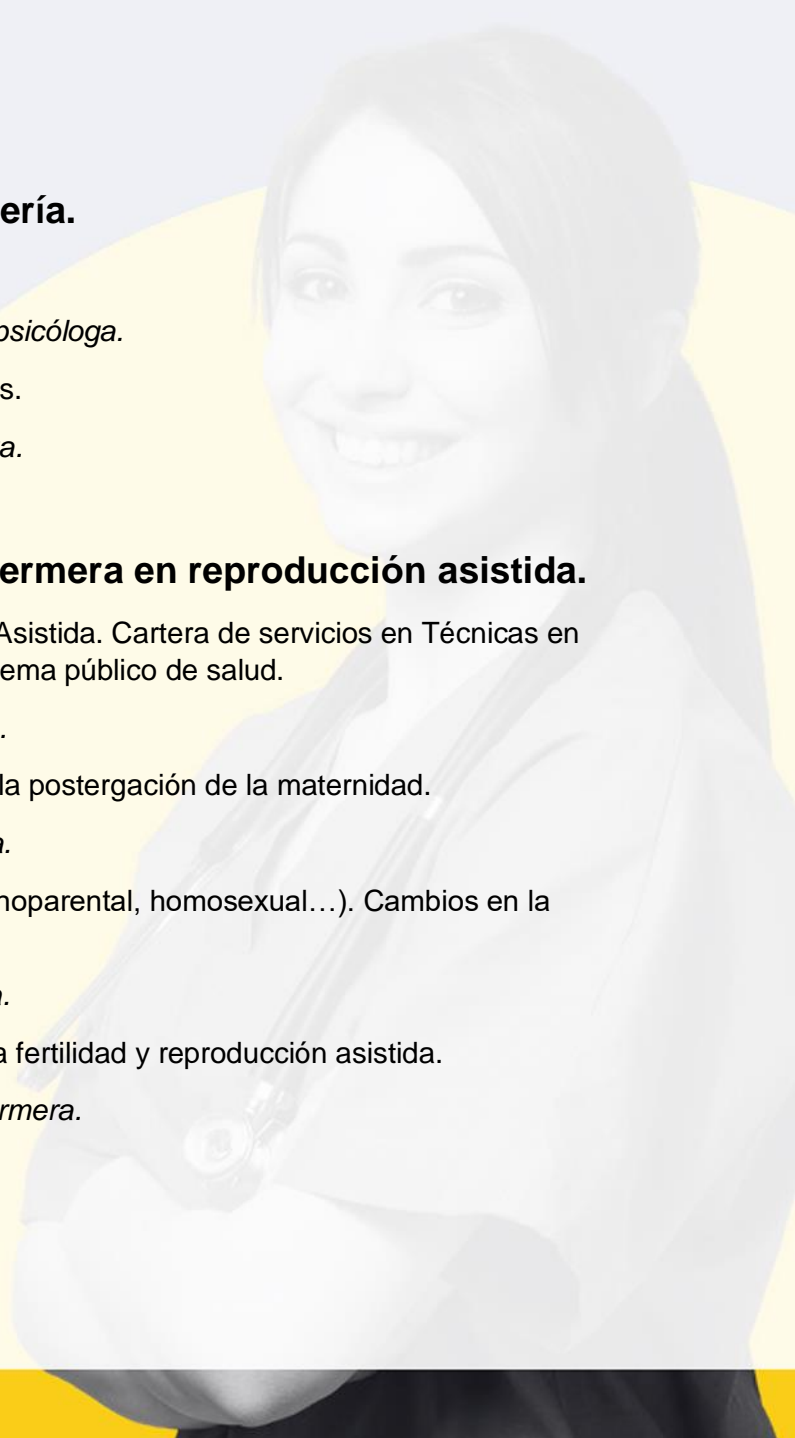 ería.
psicóloga.
s.
a.
ermera en reproducción asistida.
Asistida. Cartera de servicios en Técnicas en
ema público de salud.
.
la postergación de la maternidad.
a.
noparental, homosexual…). Cambios en la
a.
a fertilidad y reproducción asistida.
rmera.